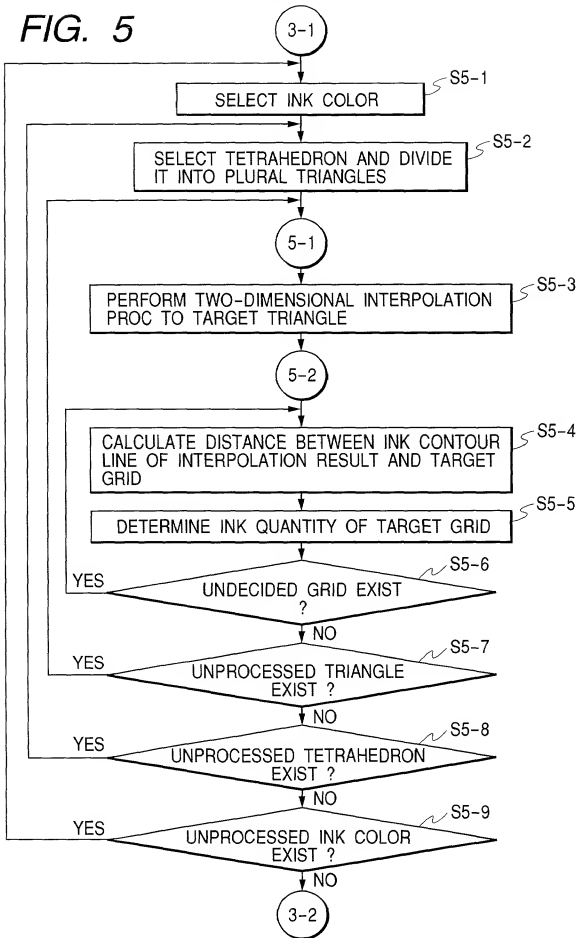 FIG. 5
3-1
S5-1
SELECT INK COLOR
S5-2
SELECT TETRAHEDRON AND DIVIDE
IT INTO PLURAL TRIANGLES
5-1
S5-3
PERFORM TWO-DIMENSIONAL INTERPOLATION
PROC TO TARGET TRIANGLE
5-2
S5-4
CALCULATE DISTANCE BETWEEN INK CONTOUR
LINE OF INTERPOLATION RESULT AND TARGET
GRID
S5-5
DETERMINE INK QUANTITY OF TARGET GRID
S5-6
YES
UNDECIDED GRID EXIST
?
NO
S5-7
YES
UNPROCESSED TRIANGLE
EXIST ?
NO
S5-8
YES
UNPROCESSED TETRAHEDRON
EXIST ?
NO
S5-9
YES
UNPROCESSED INK COLOR
EXIST ?
NO
3-2